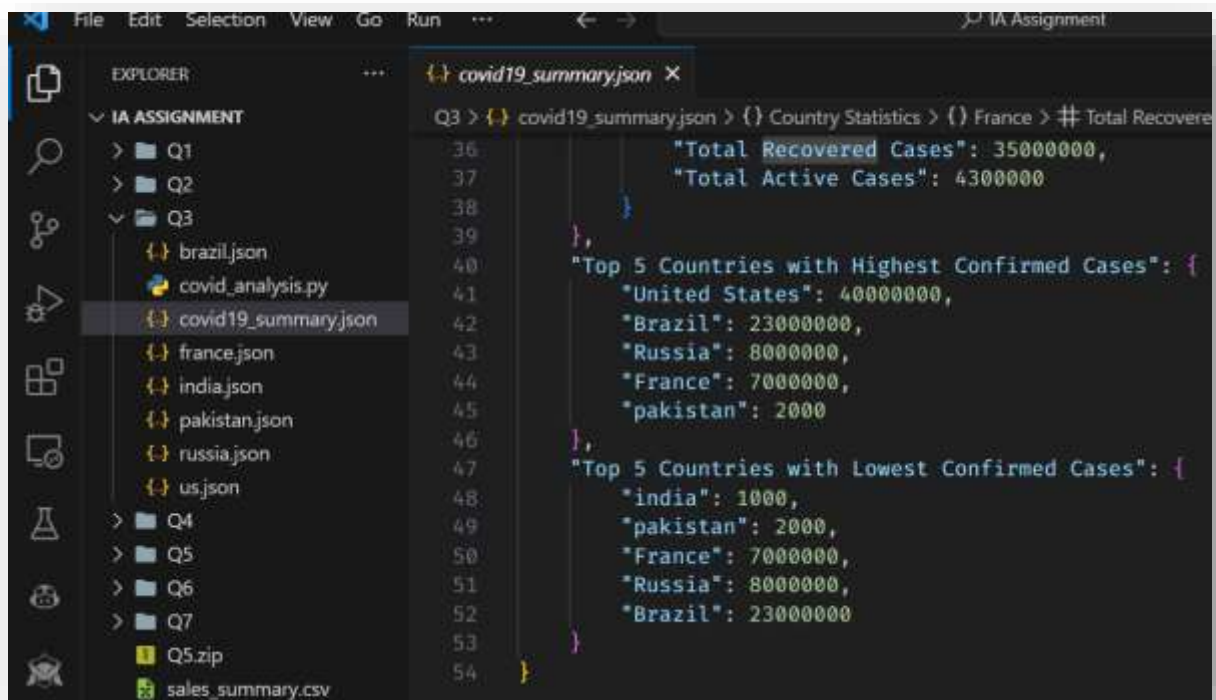 File Edit Selection View Go Run ··· ← → IA Assignment
EXPLORER ···
IA ASSIGNMENT
Q1
Q2
Q3
brazil.json
covid_analysis.py
covid19_summary.json
france.json
india.json
pakistan.json
russia.json
us.json
Q4
Q5
Q6
Q7
Q5.zip
sales_summary.csv
{..} covid19_summary.json ×
Q3 > {..} covid19_summary.json > {} Country Statistics > {} France > # Total Recovere
36 "Total Recovered Cases": 35000000,
37 "Total Active Cases": 4300000
38 }
39 },
40 "Top 5 Countries with Highest Confirmed Cases": {
41 "United States": 40000000,
42 "Brazil": 23000000,
43 "Russia": 8000000,
44 "France": 7000000,
45 "pakistan": 2000
46 },
47 "Top 5 Countries with Lowest Confirmed Cases": {
48 "india": 1000,
49 "pakistan": 2000,
50 "France": 7000000,
51 "Russia": 8000000,
52 "Brazil": 23000000
53 }
54 }